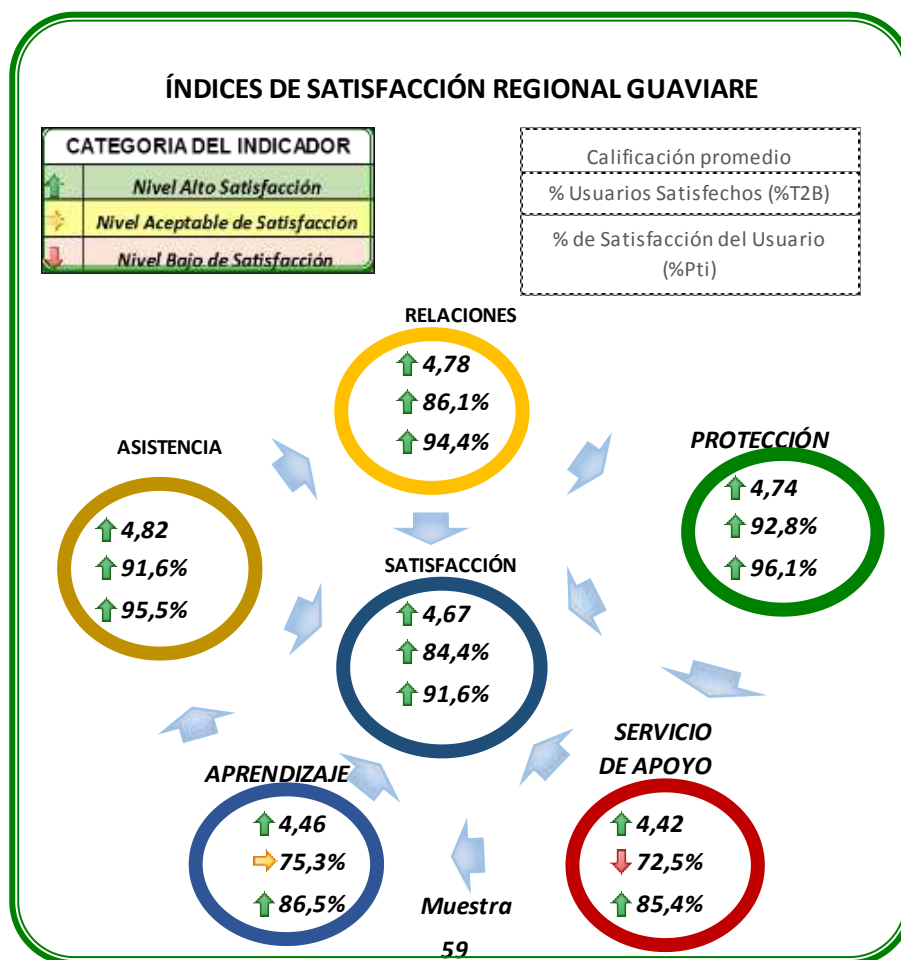 ÍNDICES DE SATISFACCIÓN REGIONAL GUAVIARE
CATEGORIA DEL INDICADOR
Nivel Alto Satisfacción
Nivel Aceptable de Satisfacción
Nivel Bajo de Satisfacción
Calificación promedio
% Usuarios Satisfechos (%T2B)
% de Satisfacción del Usuario
(%Pti)
RELACIONES
4,78
86,1%
94,4%
ASISTENCIA
4,82
91,6%
95,5%
PROTECCIÓN
4,74
92,8%
96,1%
SATISFACCIÓN
4,67
84,4%
91,6%
APRENDIZAJE
4,46
75,3%
86,5%
SERVICIO
DE APOYO
4,42
72,5%
85,4%
Muestra
59